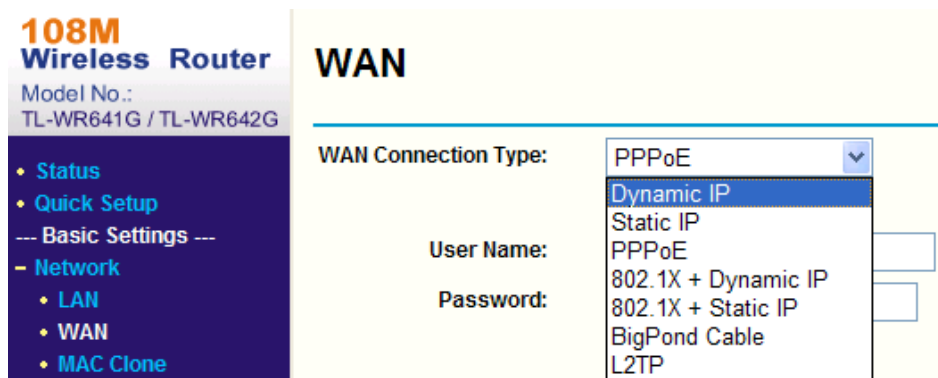 108M
Wireless Router
Model No.:
TL-WR641G / TL-WR642G
• Status
• Quick Setup
--- Basic Settings ---
– Network
• LAN
• WAN
• MAC Clone
WAN
WAN Connection Type:
PPPoE
Dynamic IP
Static IP
PPPoE
802.1X + Dynamic IP
802.1X + Static IP
BigPond Cable
L2TP
User Name:
Password: